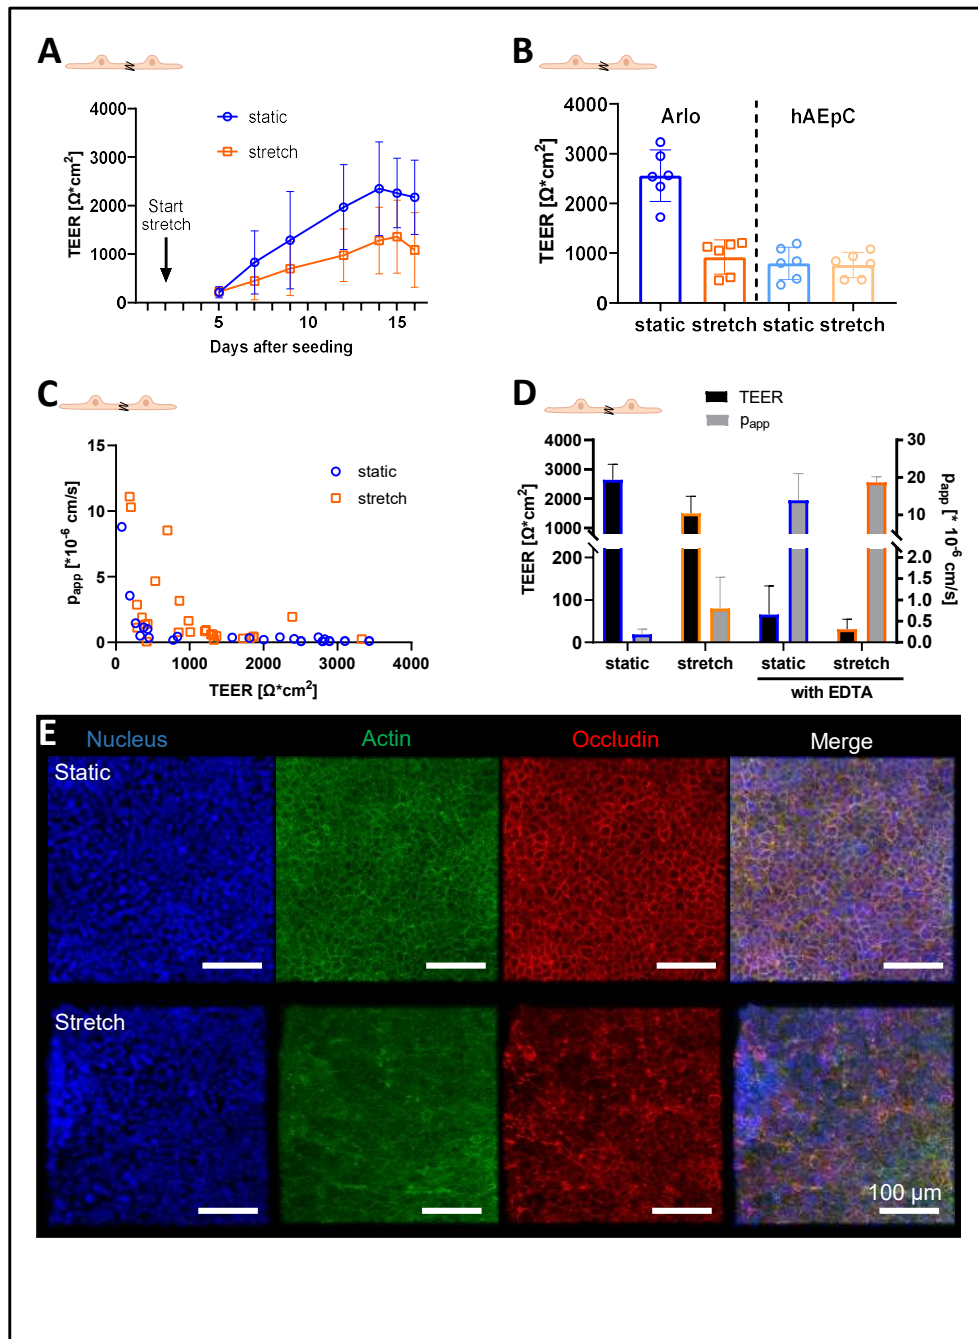 A
TEER [Ω*cm²]
4000
3000
2000
1000
0
static
stretch
Start
stretch
5
10
15
Days after seeding
B
TEER [Ω*cm²]
4000
3000
2000
1000
0
Arlo
hAEpC
static stretch static stretch
C
papp [*10-6 cm/s]
15
10
5
0
static
stretch
0
1000
2000
3000
4000
TEER [Ω*cm²]
D
TEER
papp
TEER [Ω*cm²]
4000
3000
2000
1000
200
100
0
30
20
10
2.0
1.5
1.0
0.5
0.0
papp [* 10-6 cm/s]
static
stretch
static
stretch
with EDTA
E
Nucleus
Actin
Occludin
Merge
Static
Stretch
100 µm